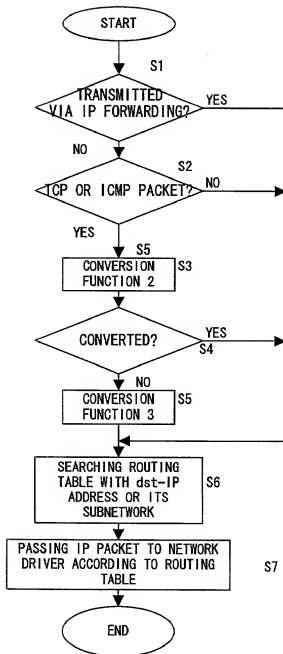 START
S1
TRANSMITTED
VIA IP FORWARDING?
YES
NO
S2
TCP OR ICMP PACKET?
NO
YES
S5
CONVERSION
FUNCTION 2
S3
CONVERTED?
YES
S4
NO
CONVERSION
FUNCTION 3
S5
SEARCHING ROUTING
TABLE WITH dst-IP
ADDRESS OR ITS
SUBNETWORK
S6
PASSING IP PACKET TO NETWORK
DRIVER ACCORDING TO ROUTING
TABLE
S7
END